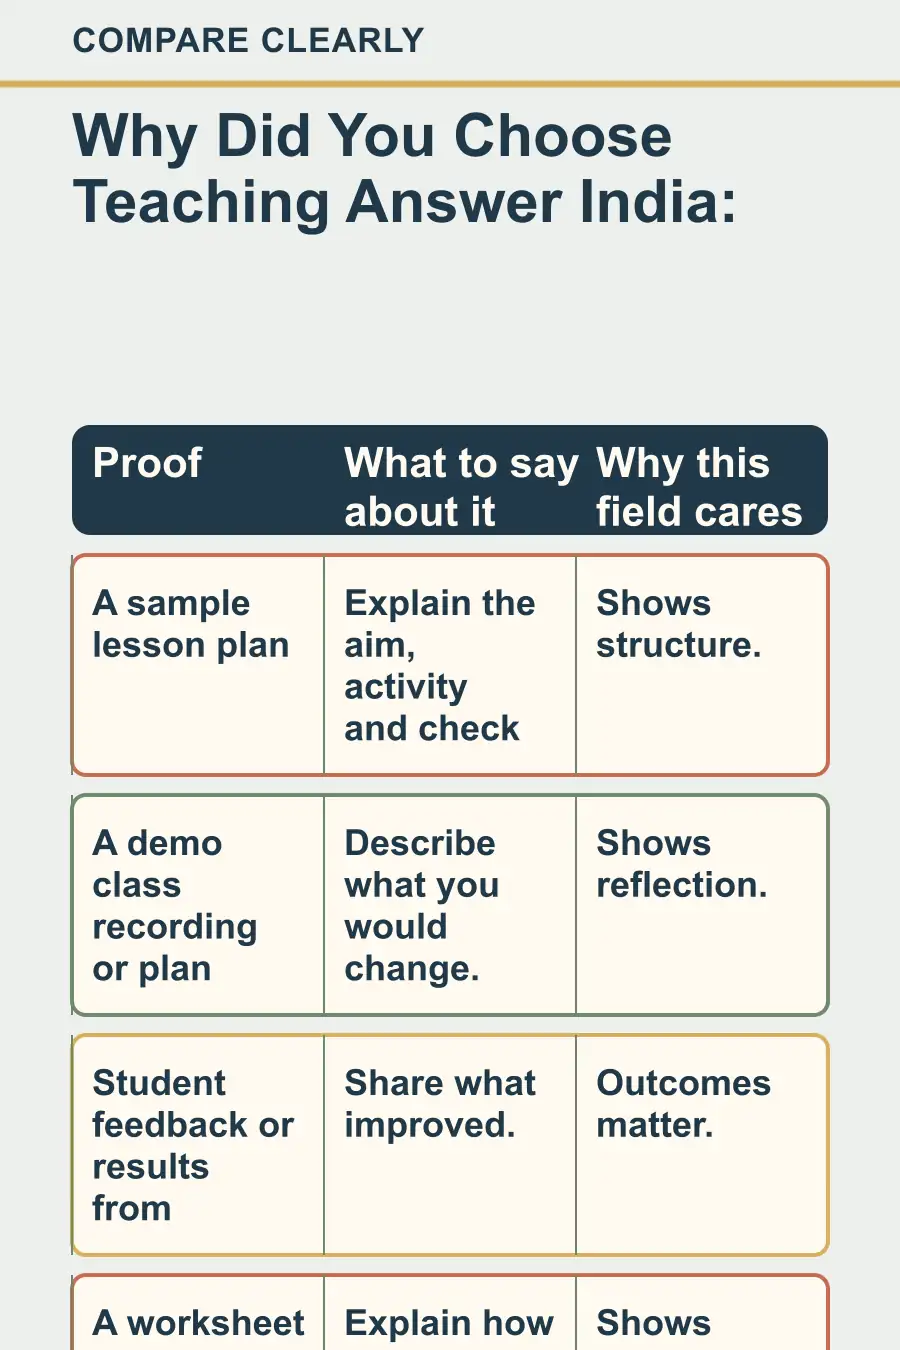 COMPARE CLEARLY
Why Did You Choose
Teaching Answer India:
Proof
What to say
about it
Why this
field cares
A sample
lesson plan
Explain the
aim,
activity
and check
Shows
structure.
A demo
class
recording
or plan
Describe
what you
would
change.
Shows
reflection.
Student
feedback or
results
from
Share what
improved.
Outcomes
matter.
A worksheet
Explain how
Shows